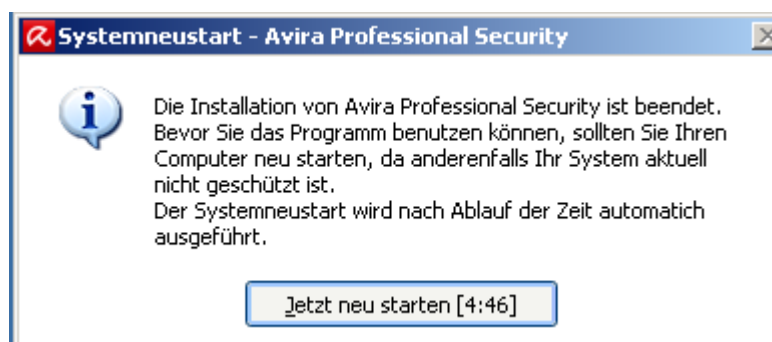 Systemneustart - Avira Professional Security
Die Installation von Avira Professional Security ist beendet.
Bevor Sie das Programm benutzen können, sollten Sie Ihren
Computer neu starten, da anderenfalls Ihr System aktuell
nicht geschützt ist.
Der Systemneustart wird nach Ablauf der Zeit automatich
ausgeführt.
Jetzt neu starten [4:46]